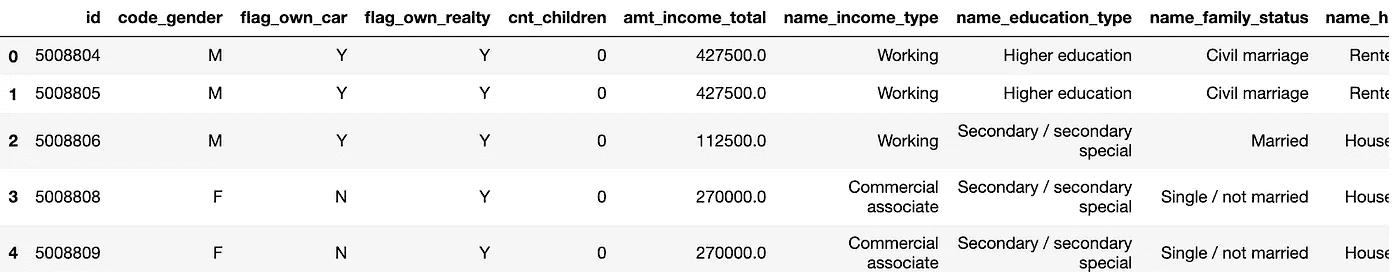 id code_gender flag_own_car flag_own_realty cnt_children amt_income_total name_income_type name_education_type name_family_status name_h
0 5008804 M Y Y 0 427500.0 Working Higher education Civil marriage Rente
1 5008805 M Y Y 0 427500.0 Working Higher education Civil marriage Rente
2 5008806 M Y Y 0 112500.0 Working Secondary / secondary special Married House
3 5008808 F N Y 0 270000.0 Commercial associate Secondary / secondary special Single / not married House
4 5008809 F N Y 0 270000.0 Commercial associate Secondary / secondary special Single / not married House